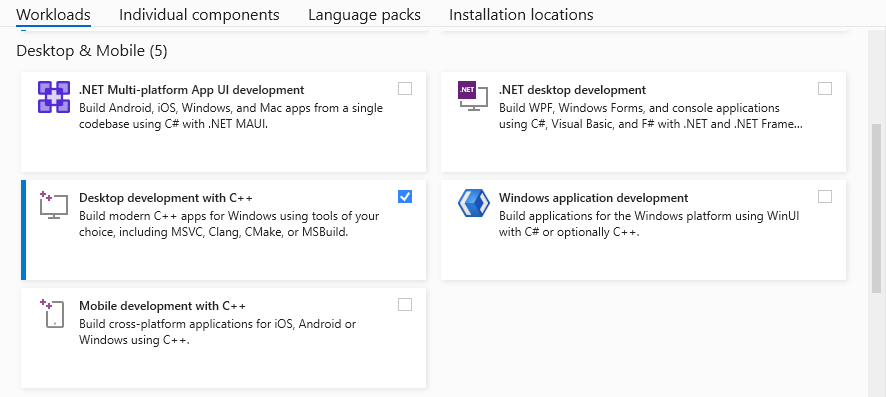 Workloads Individual components Language packs Installation locations
Desktop & Mobile (5)
.NET Multi-platform App UI development
Build Android, iOS, Windows, and Mac apps from a single
codebase using C# with .NET MAUI.
.NET
.NET desktop development
Build WPF, Windows Forms, and console applications
using C#, Visual Basic, and F# with .NET and .NET Frame...
Desktop development with C++
Build modern C++ apps for Windows using tools of your
choice, including MSVC, Clang, CMake, or MSBuild.
Windows application development
Build applications for the Windows platform using WinUI
with C# or optionally C++.
Mobile development with C++
Build cross-platform applications for iOS, Android or
Windows using C++.